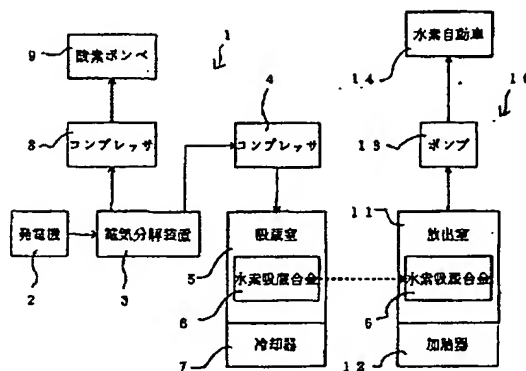 9
酸素ボンベ
1
4
水素自動車
14
10
8
コンプレッサ
コンプレッサ
13
ポンプ
発電機
電気分解装置
2
3
吸蔵室
5
水素吸蔵合金
6
7
冷却器
11
放出室
水素吸蔵合金
6
12
加熱器